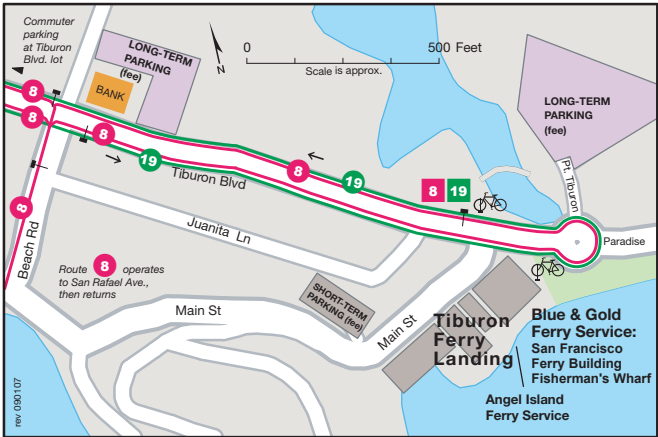 Commuter
parking
at Tiburon
Blvd. lot
LONG-TERM
PARKING
(fee)
BANK
N
0 500 Feet
Scale is approx.
LONG-TERM
PARKING
(fee)
8
8
8
19
8
19
8 19
Tiburon Blvd
Pt. Tiburon
Paradise
8
Beach Rd
Juanita Ln
Route 8 operates
to San Rafael Ave.,
then returns
SHORT-TERM
PARKING (fee)
Main St
Main St
Tiburon
Ferry
Landing
Blue & Gold
Ferry Service:
San Francisco
Ferry Building
Fisherman's Wharf
Angel Island
Ferry Service
rev 090107